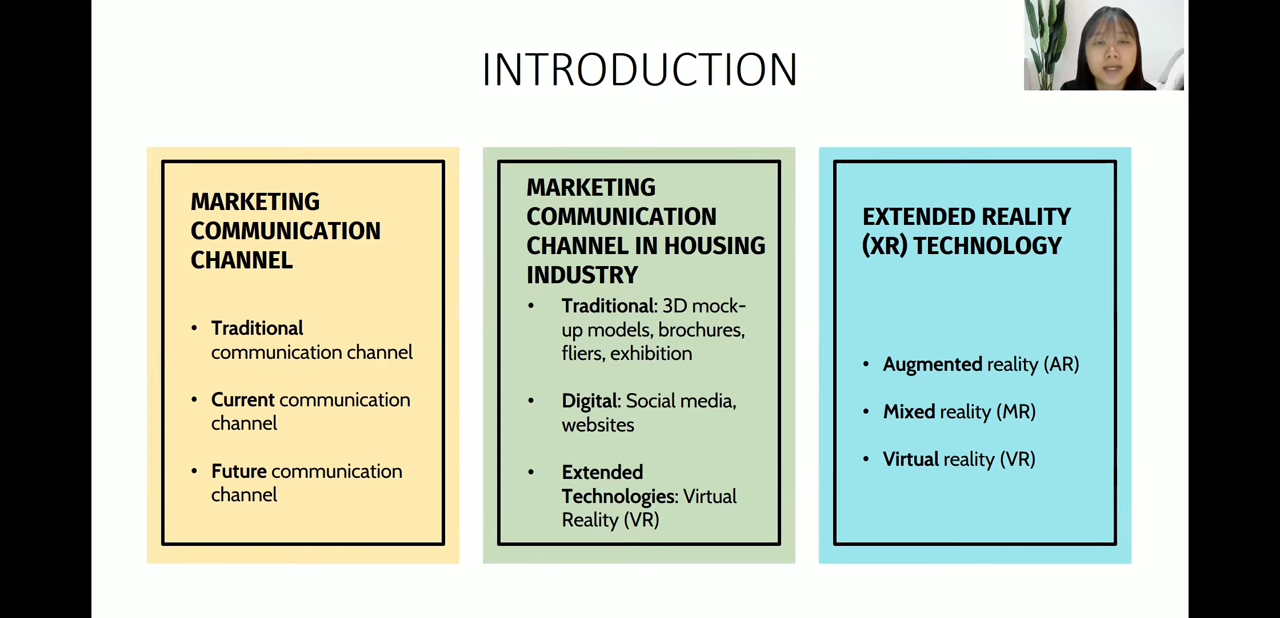 INTRODUCTION
MARKETING
COMMUNICATION
CHANNEL
• Traditional
communication channel
• Current communication
channel
• Future communication
channel
MARKETING
COMMUNICATION
CHANNEL IN HOUSING
INDUSTRY
• Traditional: 3D mock-
up models, brochures,
fliers, exhibition
• Digital: Social media,
websites
• Extended
Technologies: Virtual
Reality (VR)
EXTENDED REALITY
(XR) TECHNOLOGY
• Augmented reality (AR)
• Mixed reality (MR)
• Virtual reality (VR)